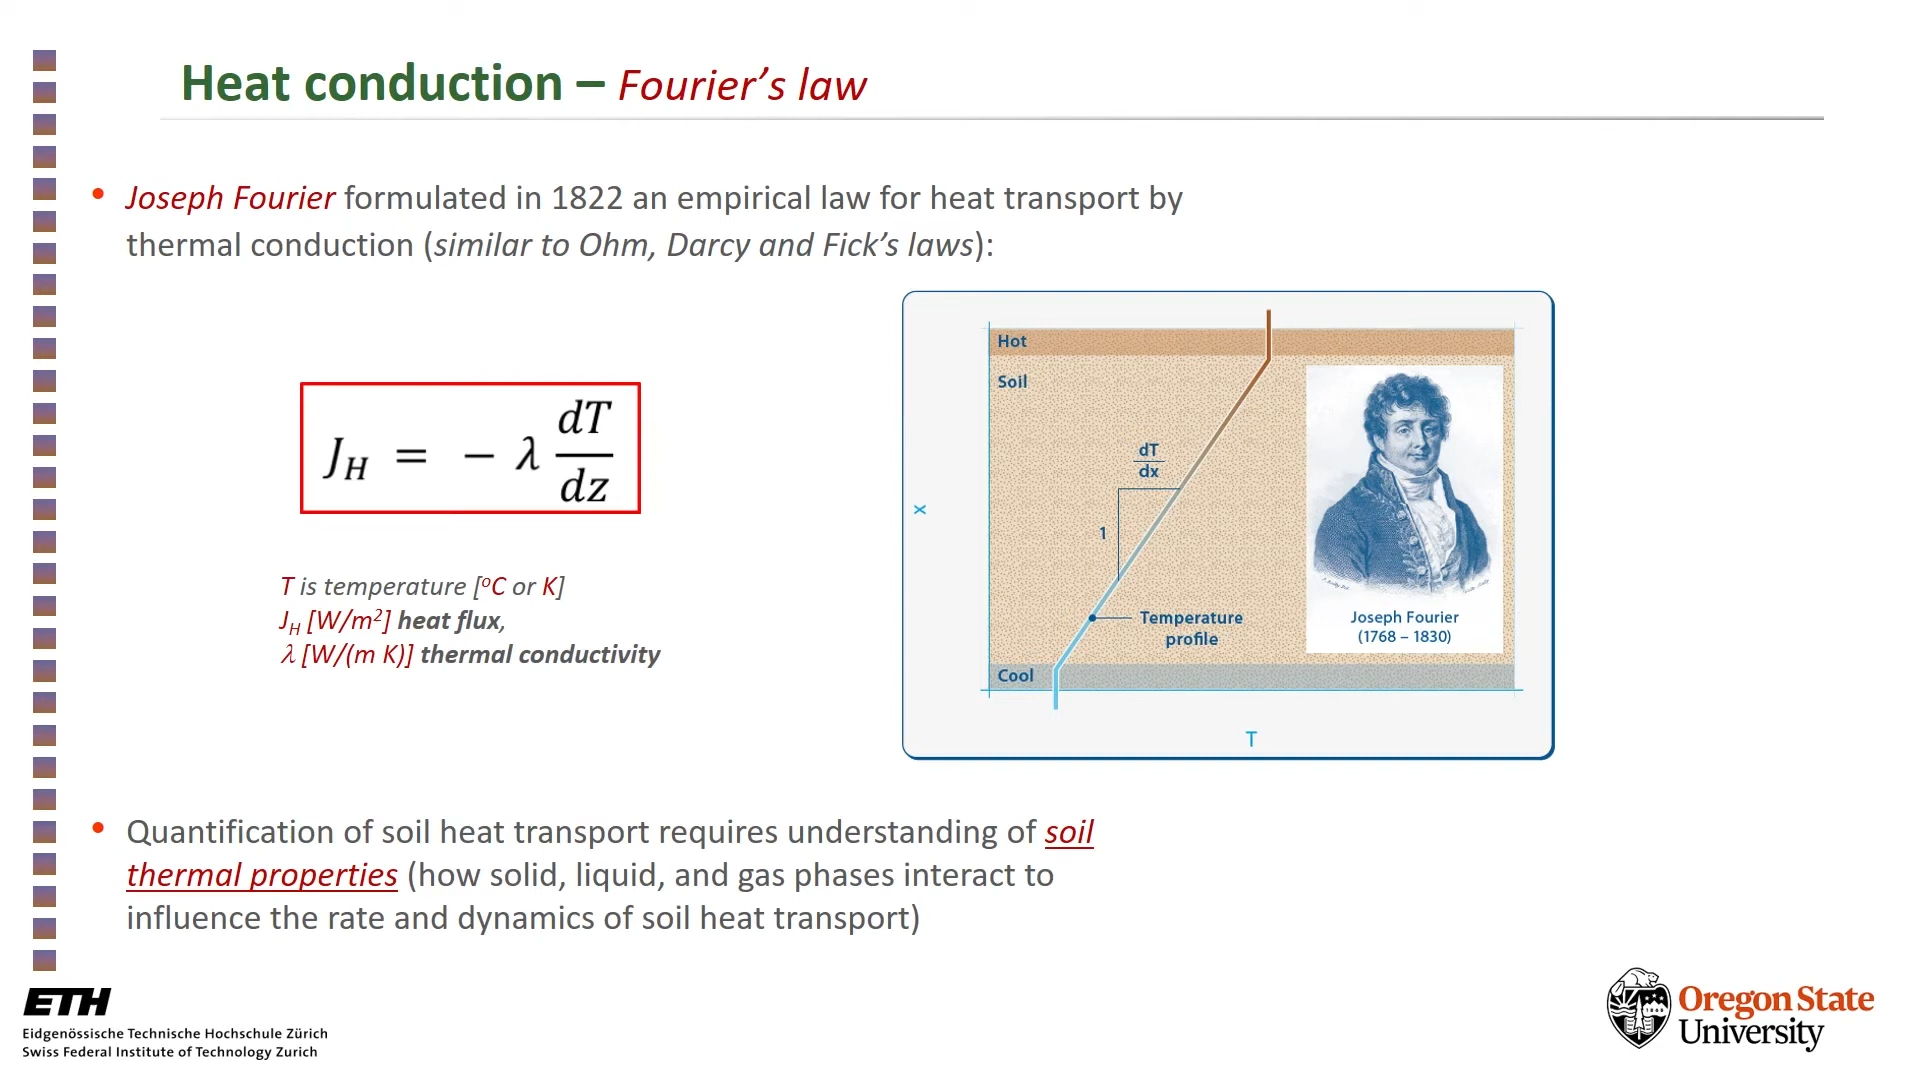 Heat conduction – Fourier’s law
• Joseph Fourier formulated in 1822 an empirical law for heat transport by
thermal conduction (similar to Ohm, Darcy and Fick’s laws):
J_H = − λ dT/dz
T is temperature [°C or K]
J_H [W/m²] heat flux,
λ [W/(m K)] thermal conductivity
Hot
Soil
dT
dx
1
x
Temperature
profile
Joseph Fourier
(1768 – 1830)
Cool
T
• Quantification of soil heat transport requires understanding of soil
thermal properties (how solid, liquid, and gas phases interact to
influence the rate and dynamics of soil heat transport)
ETH
Eidgenössische Technische Hochschule Zürich
Swiss Federal Institute of Technology Zurich
Oregon State
University